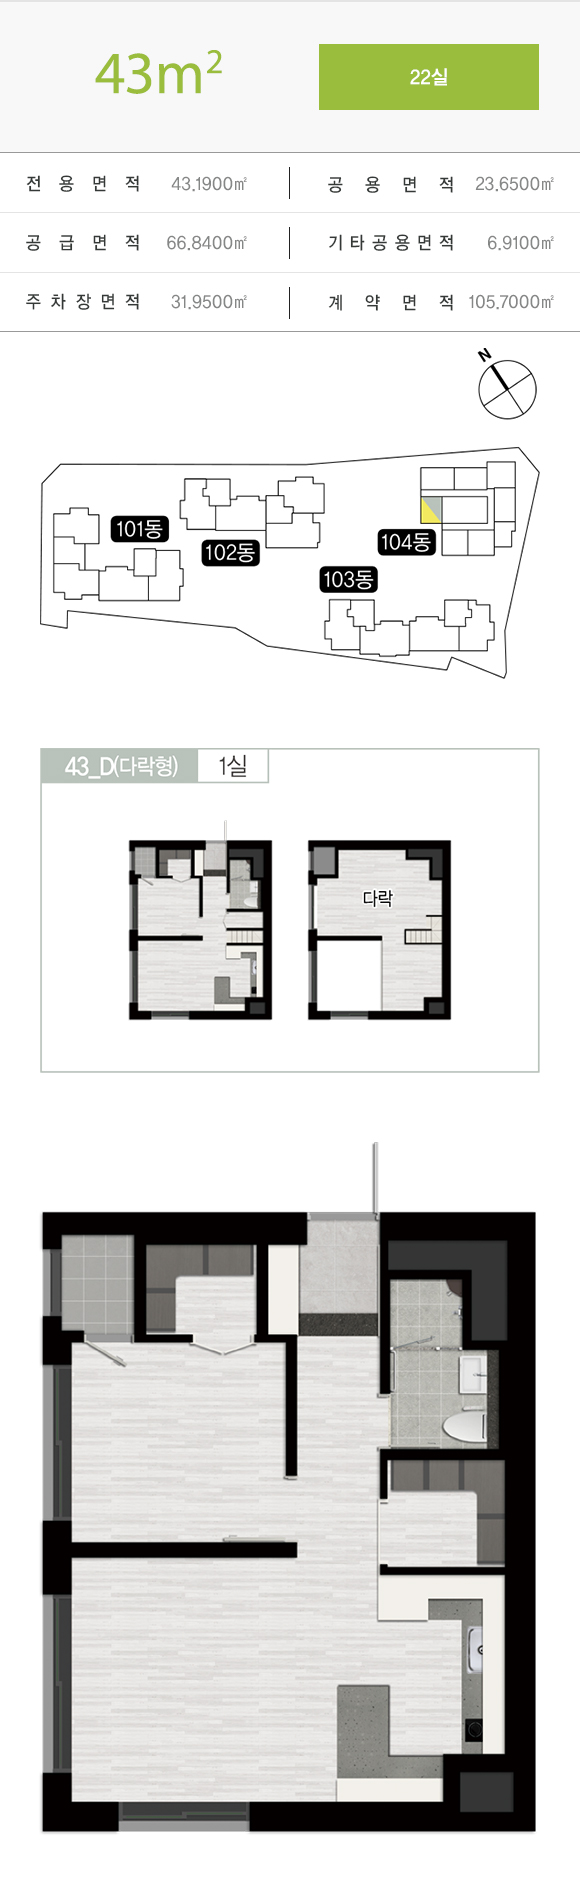 43m²
22실
전용면적 43.1900㎡
공용면적 23.6500㎡
공급면적 66.8400㎡
기타공용면적 6.9100㎡
주차장면적 31.9500㎡
계약면적 105.7000㎡
N
101동
102동
104동
103동
43_D(다락형) 1실
다락